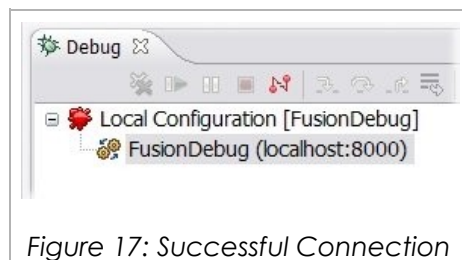 Debug
Local Configuration [FusionDebug]
FusionDebug (localhost:8000)
Figure 17: Successful Connection